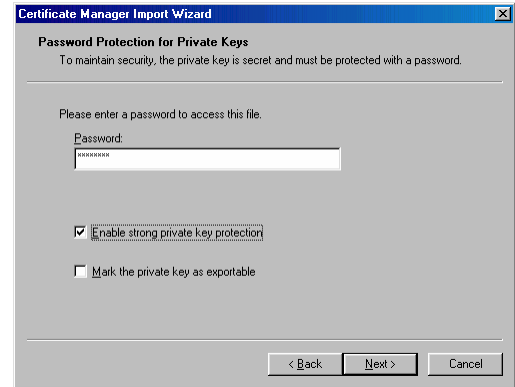 Certificate Manager Import Wizard
Password Protection for Private Keys
To maintain security, the private key is secret and must be protected with a password.
Please enter a password to access this file.
Password:
********
Enable strong private key protection
Mark the private key as exportable
< Back
Next >
Cancel